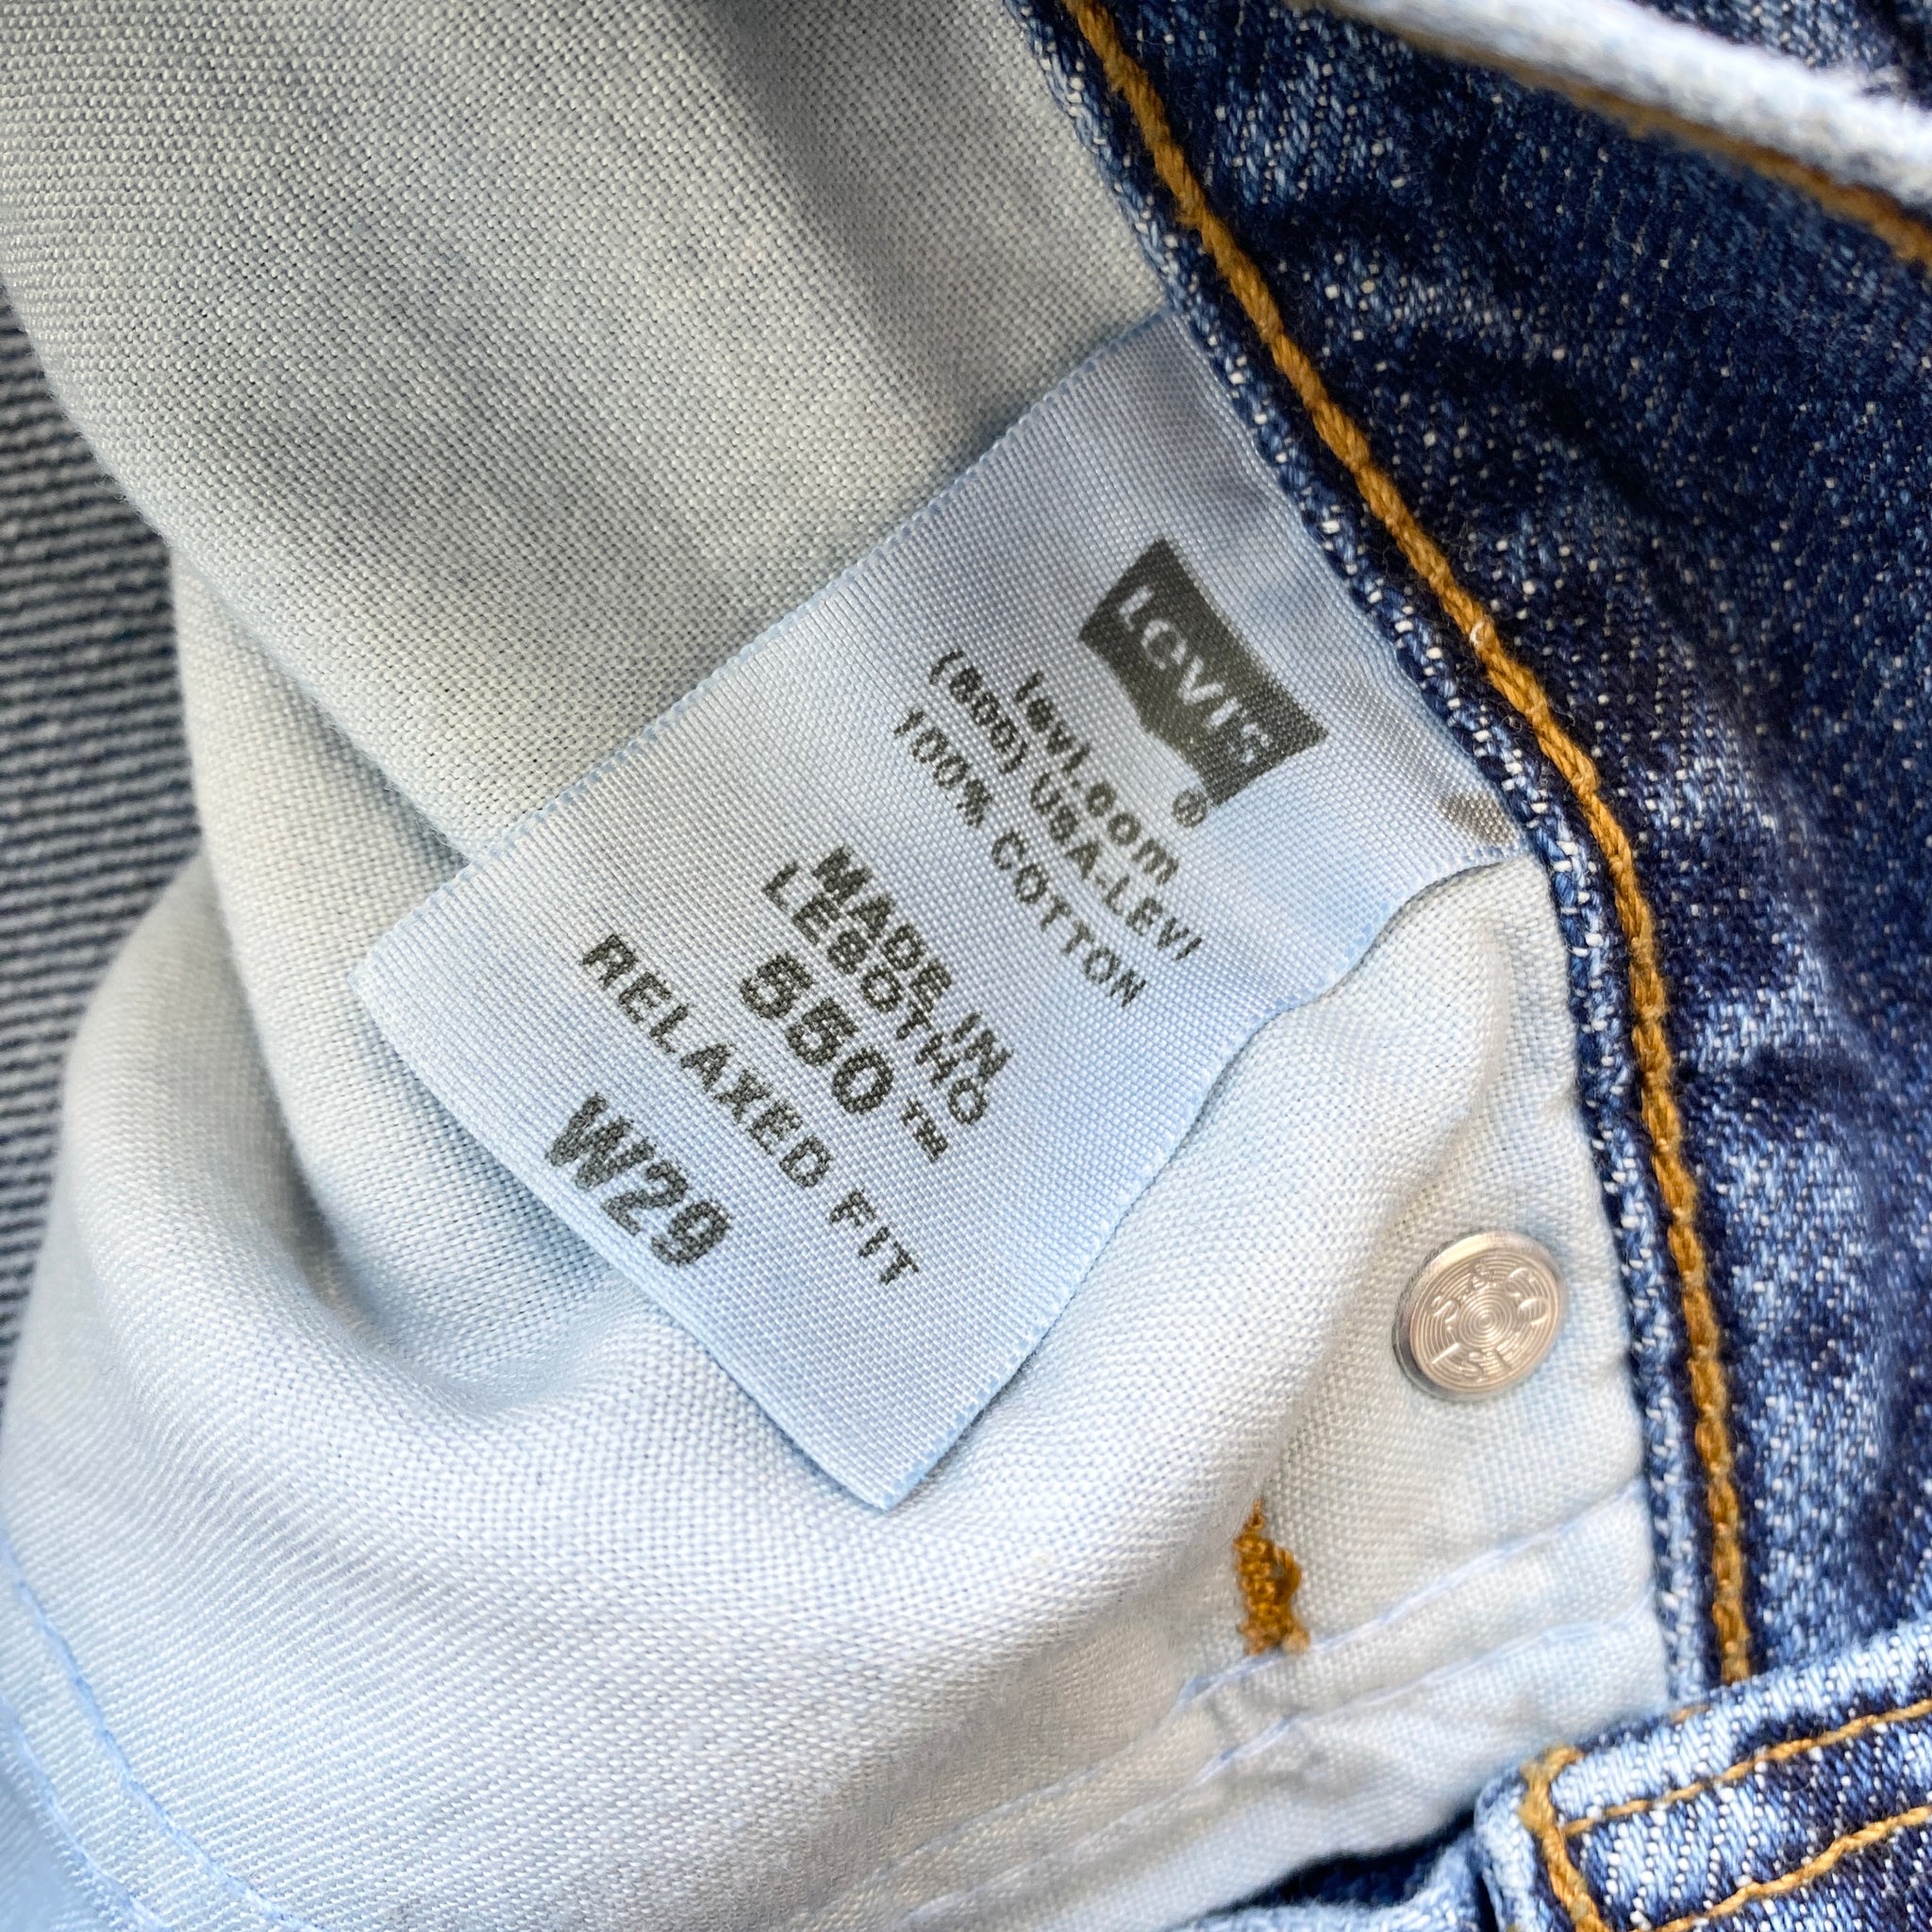 LEVI'S
®
levi.com
(800) USA-LEVI
100% COTTON
MADE IN
LESOTHO
550™
RELAXED FIT
W29